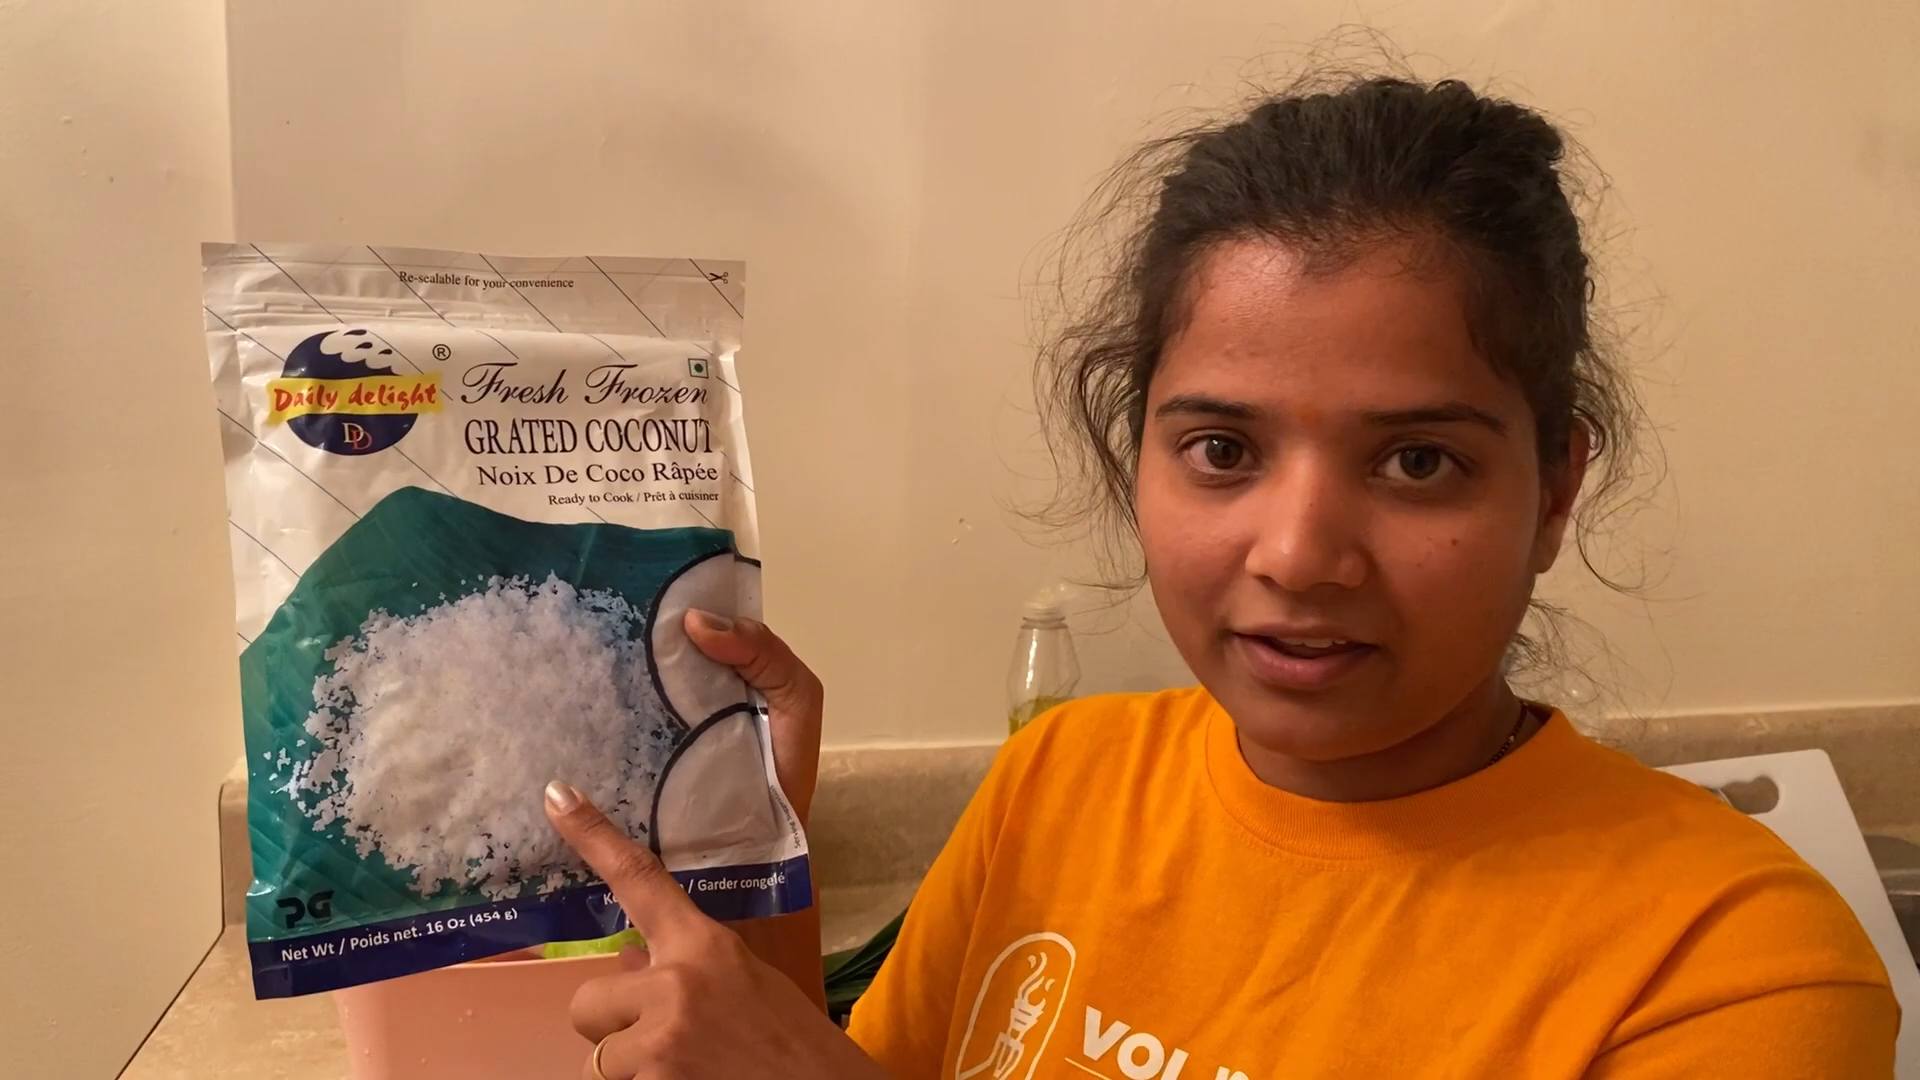 Re-sealable for your convenience
Daily delight
®
DD
Fresh Frozen
GRATED COCONUT
Noix De Coco Râpée
Ready to Cook / Prêt à cuisiner
PG
Net Wt / Poids net. 16 Oz (454 g)
/ Garder congelé
VOL